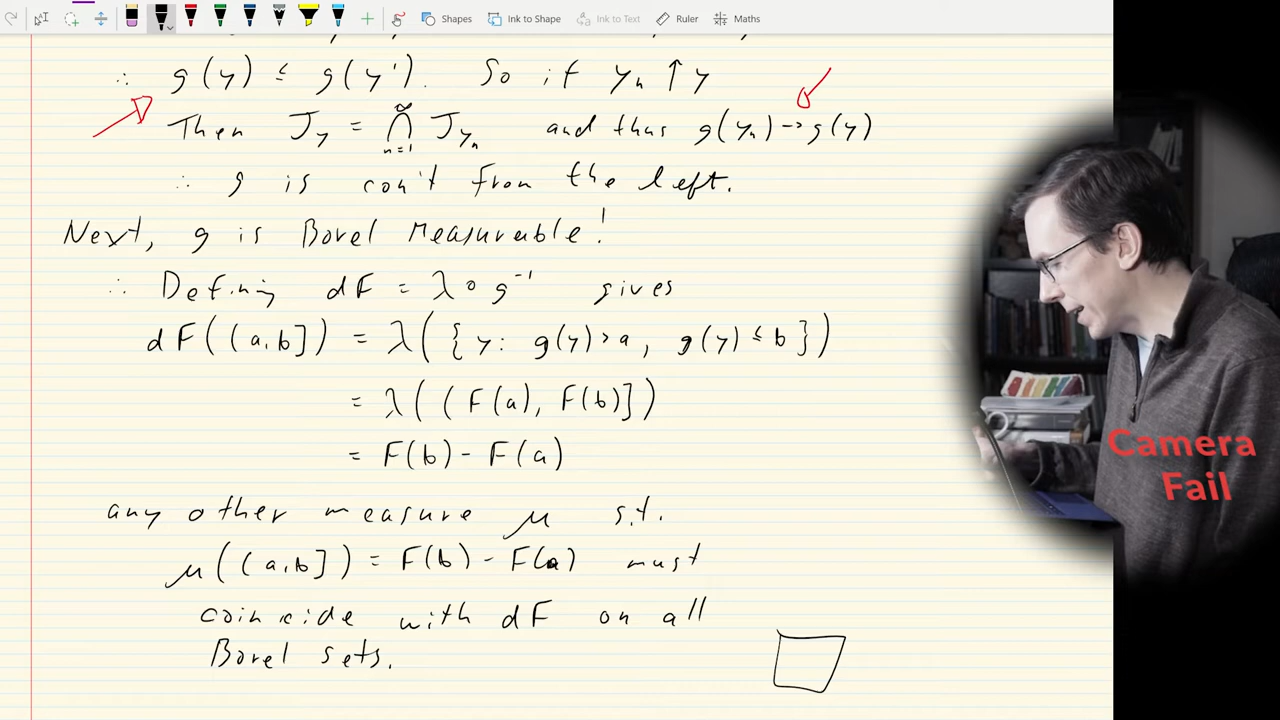 Shapes Ink to Shape Ink to Text Ruler Maths
∴ g(y) ≤ g(y'). So if yₙ ↑ y
Then J_y = ⋂_{n=1}^∞ J_{yₙ} and thus g(yₙ) → g(y)
∴ g is con't from the left.
Next, g is Borel Measurable!
∴ Defining dF = λ∘g⁻¹ gives
dF((a,b]) = λ({y: g(y)>a, g(y) ≤ b})
= λ((F(a), F(b)])
= F(b) - F(a)
any other measure μ s.t.
μ((a,b]) = F(b) - F(a) must
coincide with dF on all
Borel sets.
Camera
Fail